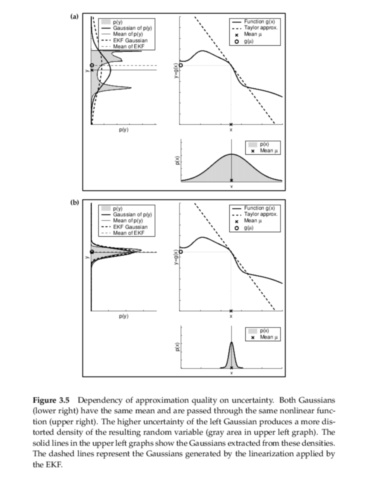 (a)
p(y)
Gaussian of p(y)
Mean of p(y)
EKF Gaussian
Mean of EKF
Function g(x)
Taylor approx.
Mean μ
g(μ)
y
y=g(x)
p(y)
x
p(x)
Mean μ
p(x)
x
(b)
p(y)
Gaussian of p(y)
Mean of p(y)
EKF Gaussian
Mean of EKF
Function g(x)
Taylor approx.
Mean μ
g(μ)
y
y=g(x)
p(y)
x
p(x)
Mean μ
p(x)
x
Figure 3.5 Dependency of approximation quality on uncertainty. Both Gaussians
(lower right) have the same mean and are passed through the same nonlinear func-
tion (upper right). The higher uncertainty of the left Gaussian produces a more dis-
torted density of the resulting random variable (gray area in upper left graph). The
solid lines in the upper left graphs show the Gaussians extracted from these densities.
The dashed lines represent the Gaussians generated by the linearization applied by
the EKF.